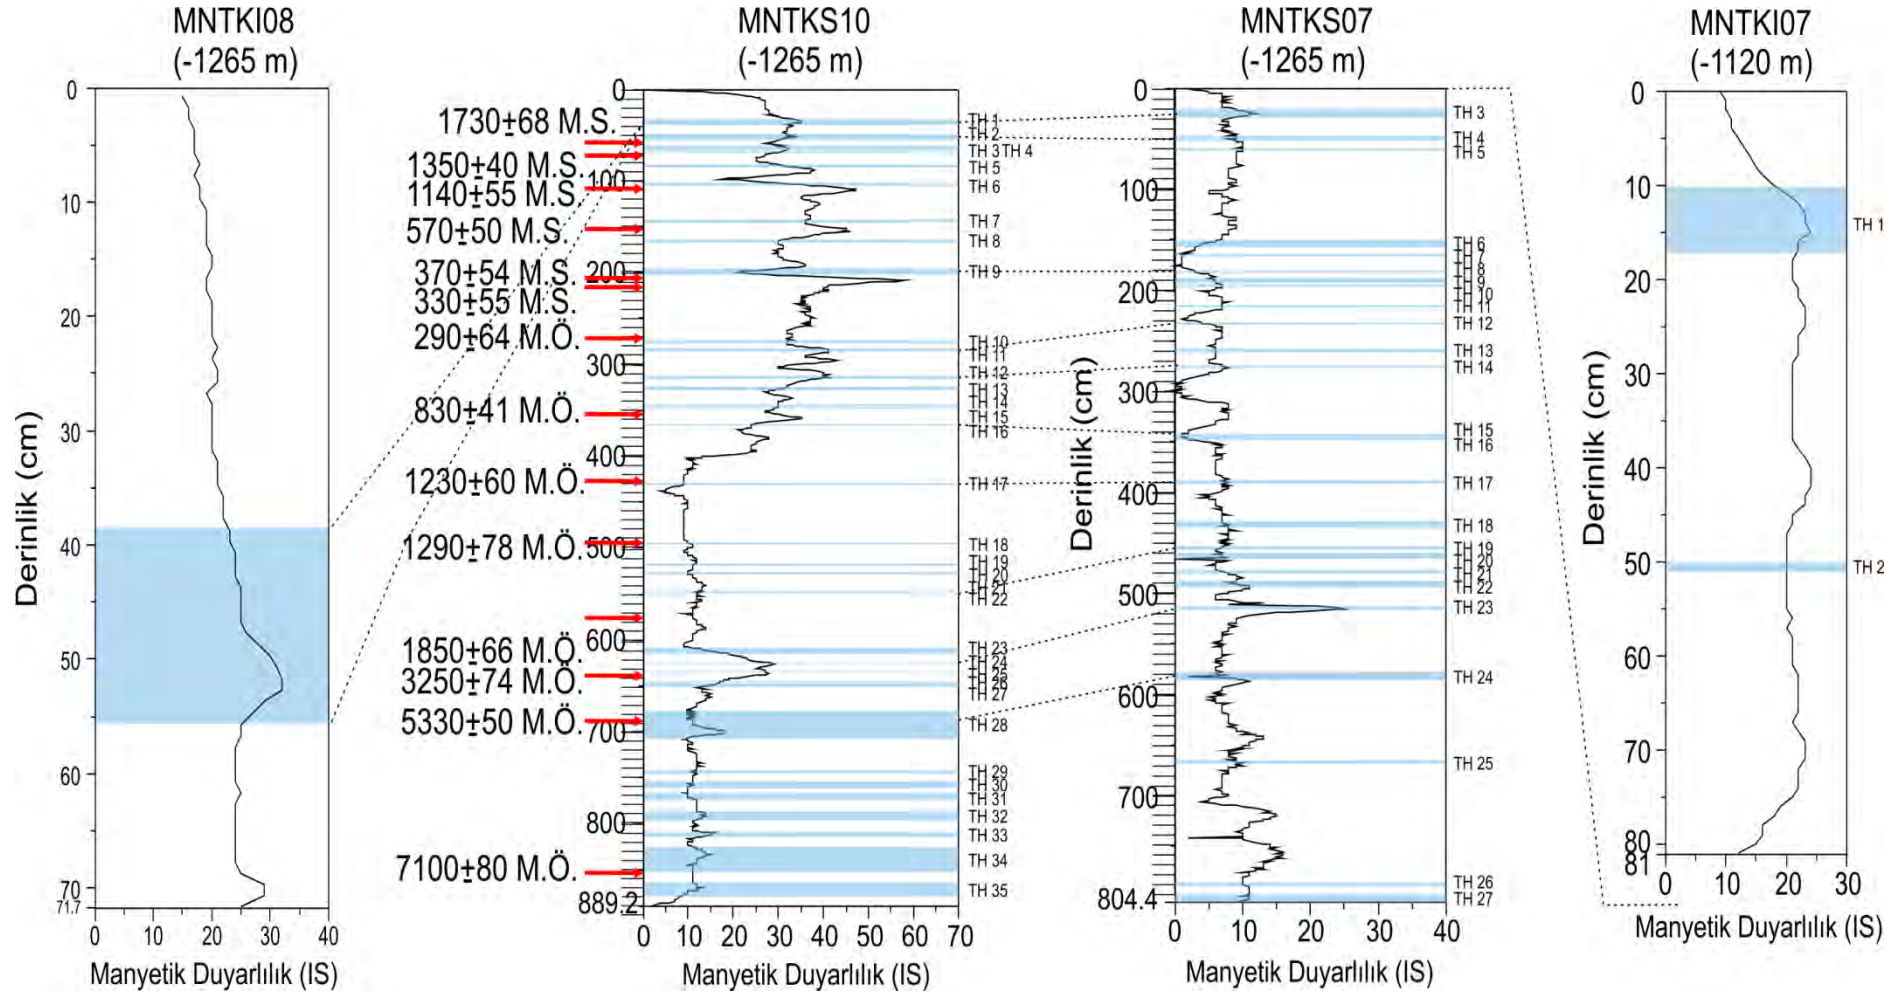 MNTKI08
(-1265 m)
0
10
20
30
40
50
60
70
71.7
Derinlik (cm)
0 10 20 30 40
Manyetik Duyarlılık (IS)
1730±68 M.S.
1350±40 M.S.
1140±55 M.S.
570±50 M.S.
370±54 M.S.
330±55 M.S.
290±64 M.Ö.
830±41 M.Ö.
1230±60 M.Ö.
1290±78 M.Ö.
1850±66 M.Ö.
3250±74 M.Ö.
5330±50 M.Ö.
7100±80 M.Ö.
MNTKS10
(-1265 m)
0
100
200
300
400
500
600
700
800
889.2
TH 1
TH 2
TH 3 TH 4
TH 5
TH 6
TH 7
TH 8
TH 9
TH 10
TH 11
TH 12
TH 13
TH 14
TH 15
TH 16
TH 17
TH 18
TH 19
TH 20
TH 21
TH 22
TH 23
TH 24
TH 25
TH 26
TH 27
TH 28
TH 29
TH 30
TH 31
TH 32
TH 33
TH 34
TH 35
0 10 20 30 40 50 60 70
Manyetik Duyarlılık (IS)
MNTKS07
(-1265 m)
0
100
200
300
400
500
600
700
804.4
Derinlik (cm)
TH 3
TH 4
TH 5
TH 6
TH 7
TH 8
TH 9
TH 10
TH 11
TH 12
TH 13
TH 14
TH 15
TH 16
TH 17
TH 18
TH 19
TH 20
TH 21
TH 22
TH 23
TH 24
TH 25
TH 26
TH 27
0 10 20 30 40
Manyetik Duyarlılık (IS)
MNTKI07
(-1120 m)
0
10
20
30
40
50
60
70
80
81
Derinlik (cm)
TH 1
TH 2
0 10 20 30
Manyetik Duyarlılık (IS)